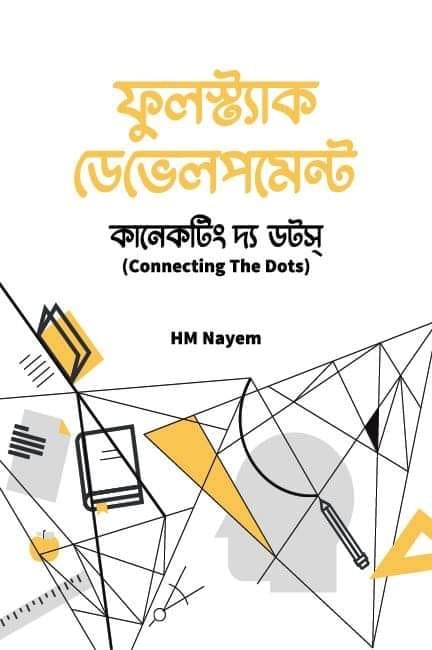 ফুলস্ট্যাক
ডেভেলপমেন্ট
কানেকটিং দ্য ডটস্
(Connecting The Dots)
HM Nayem